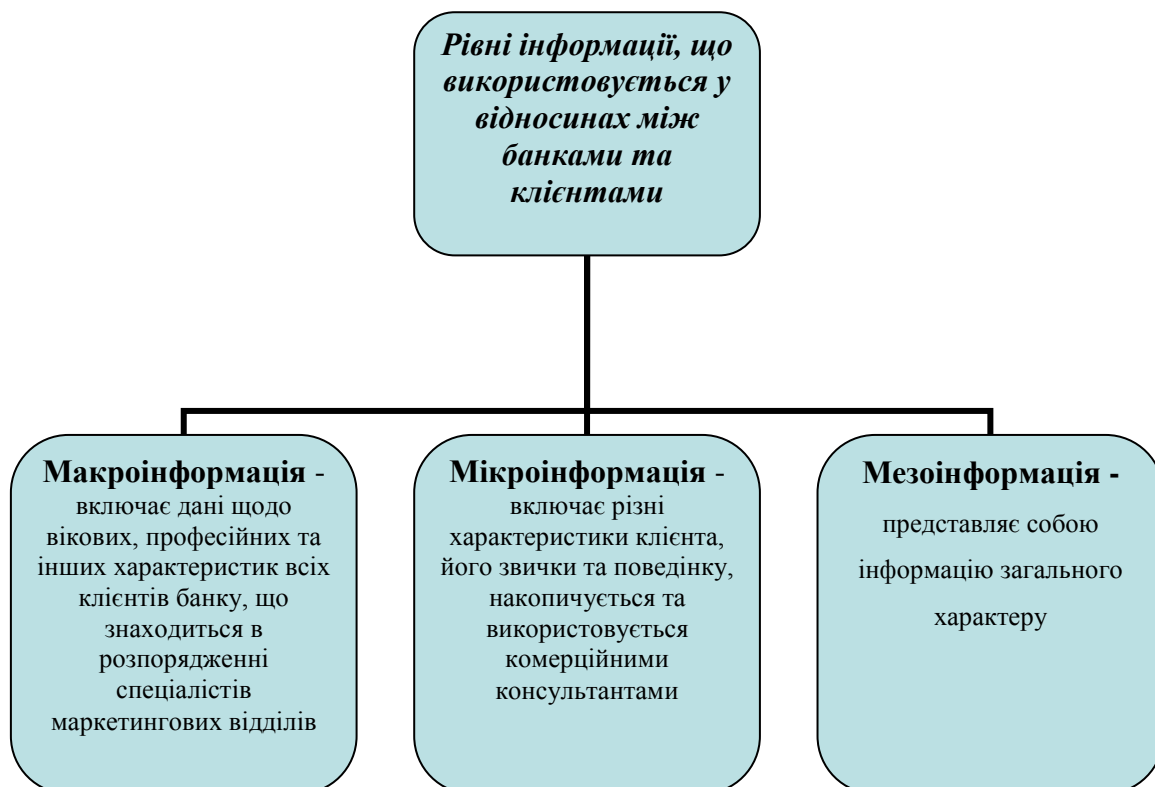 Рівні інформації, що
використовується у
відносинах між
банками та
клієнтами
Макроінформація -
включає дані щодо
вікових, професійних та
інших характеристик всіх
клієнтів банку, що
знаходиться в
розпорядженні
спеціалістів
маркетингових відділів
Мікроінформація -
включає різні
характеристики клієнта,
його звички та поведінку,
накопичується та
використовується
комерційними
консультантами
Мезоінформація -
представляє собою
інформацію загального
характеру